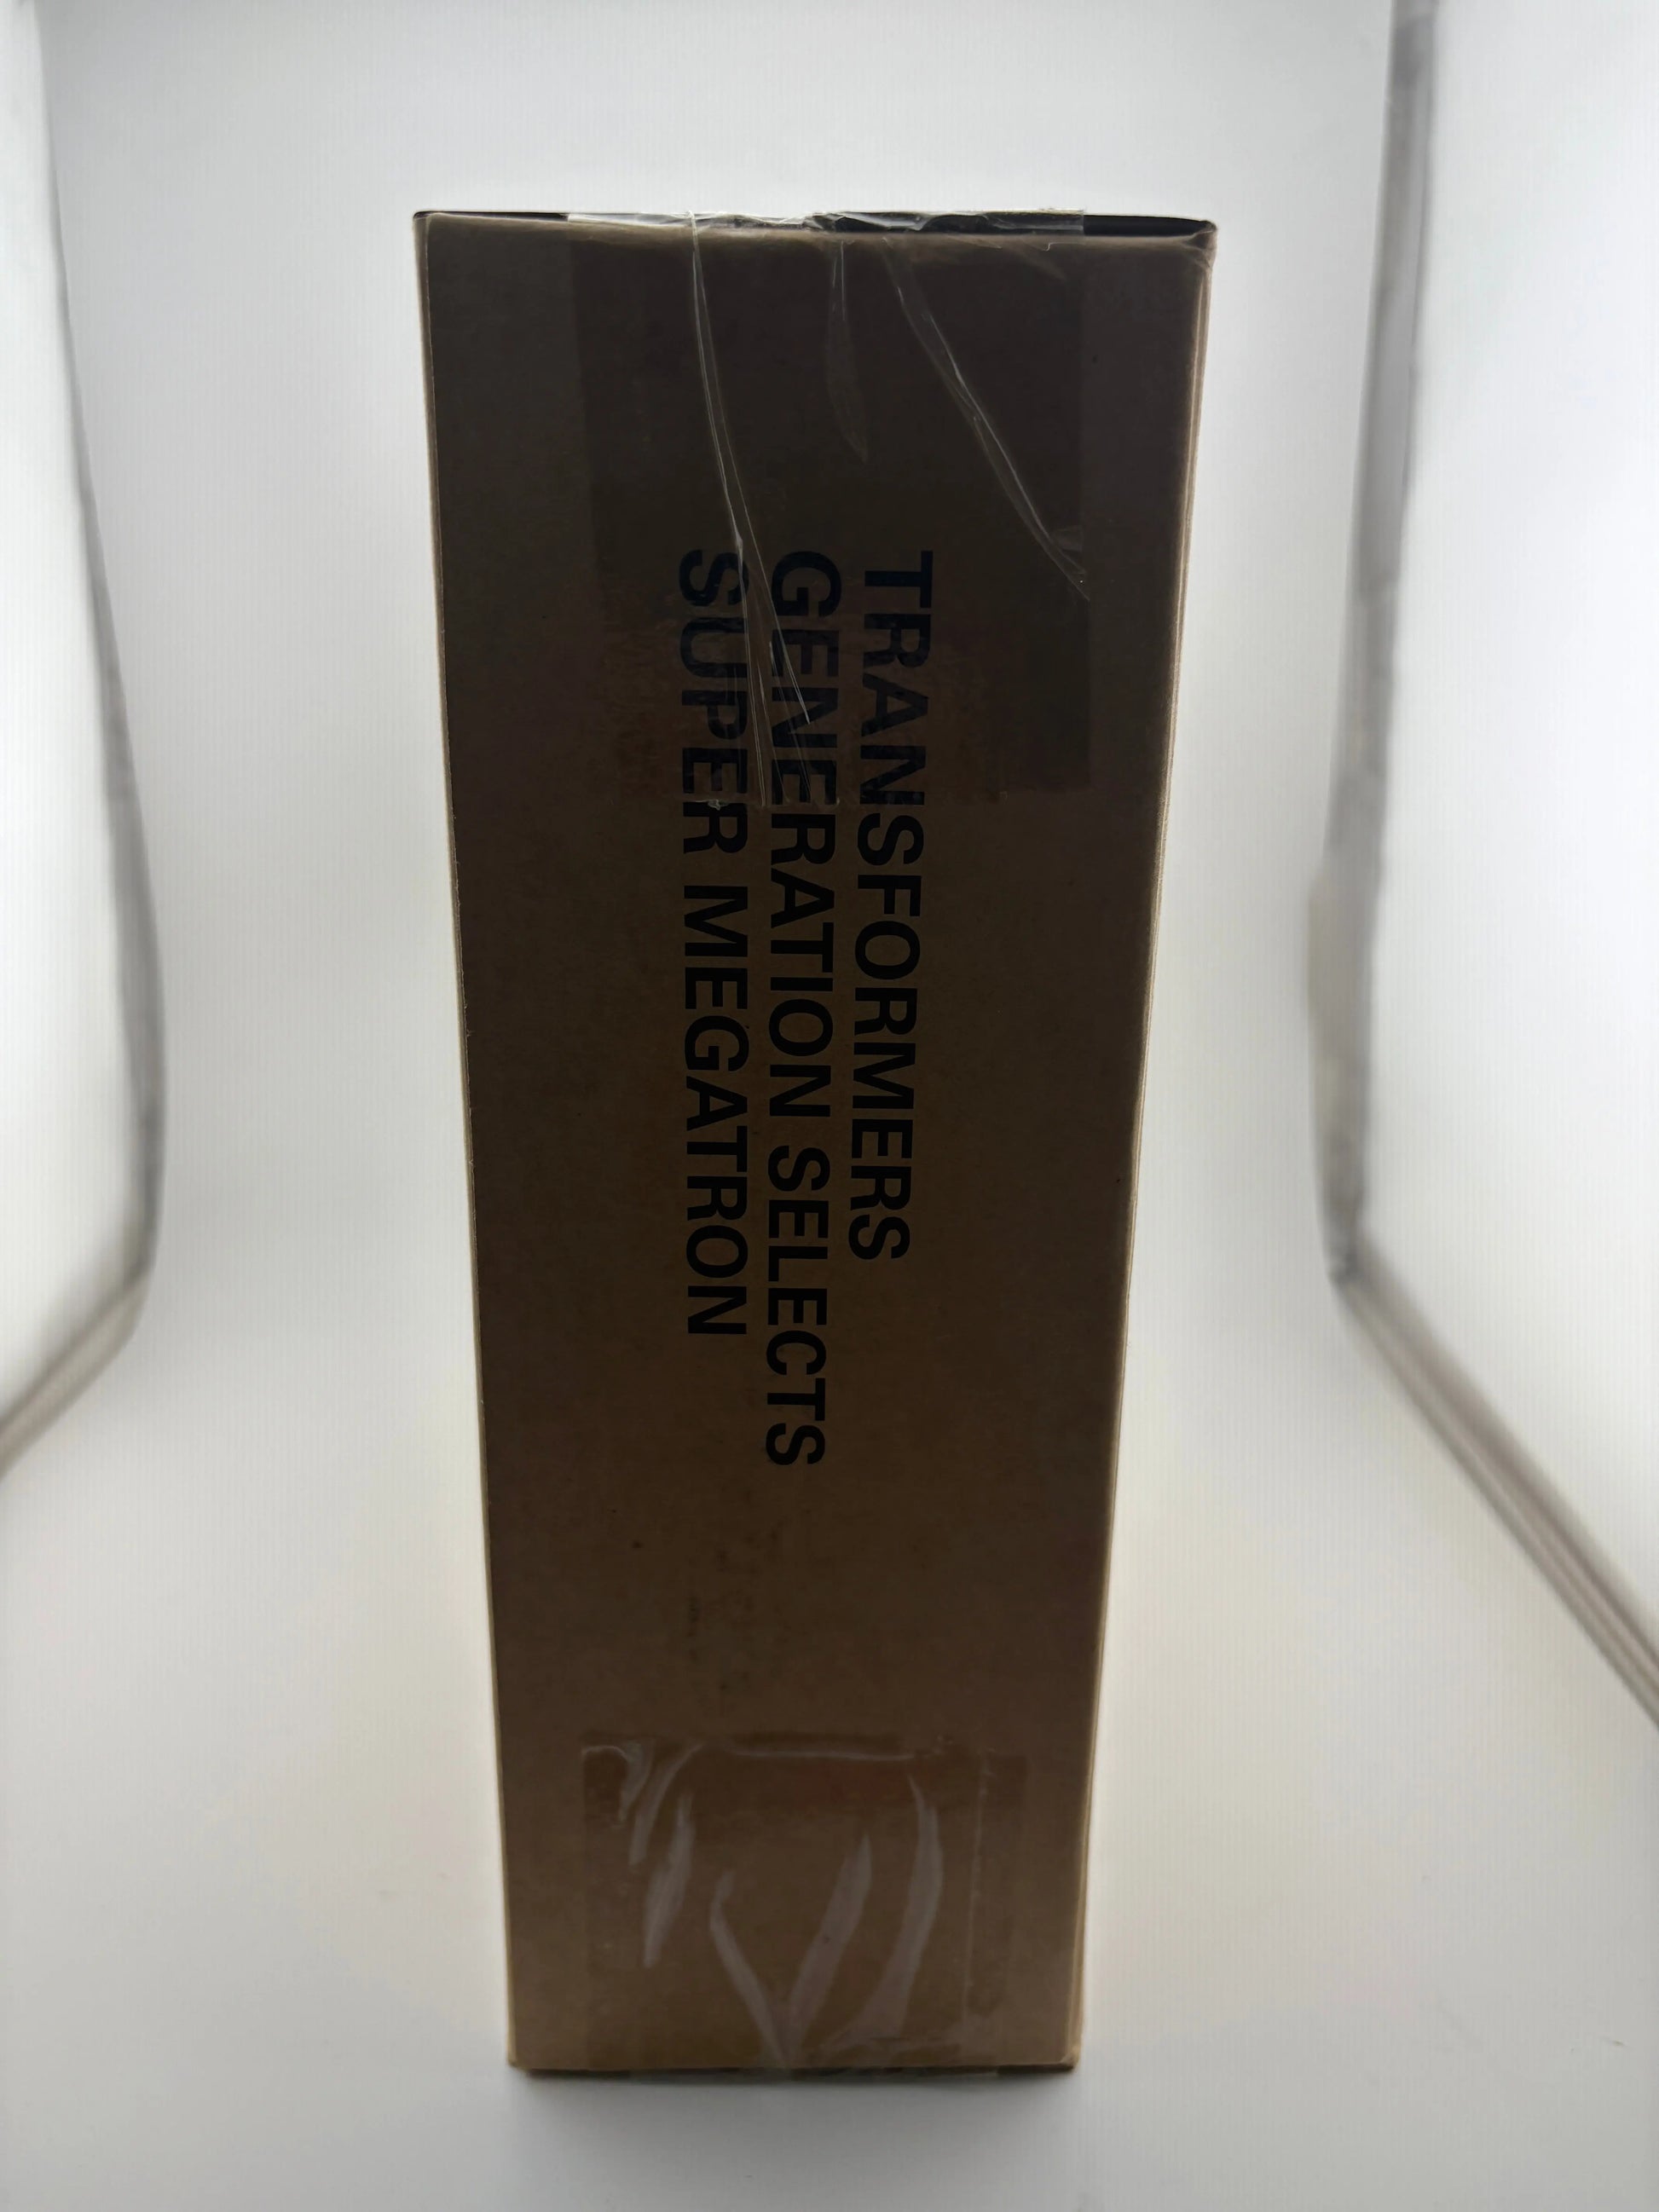 TRANSFORMERS
GENERATION SELECTS
SUPER MEGATRON